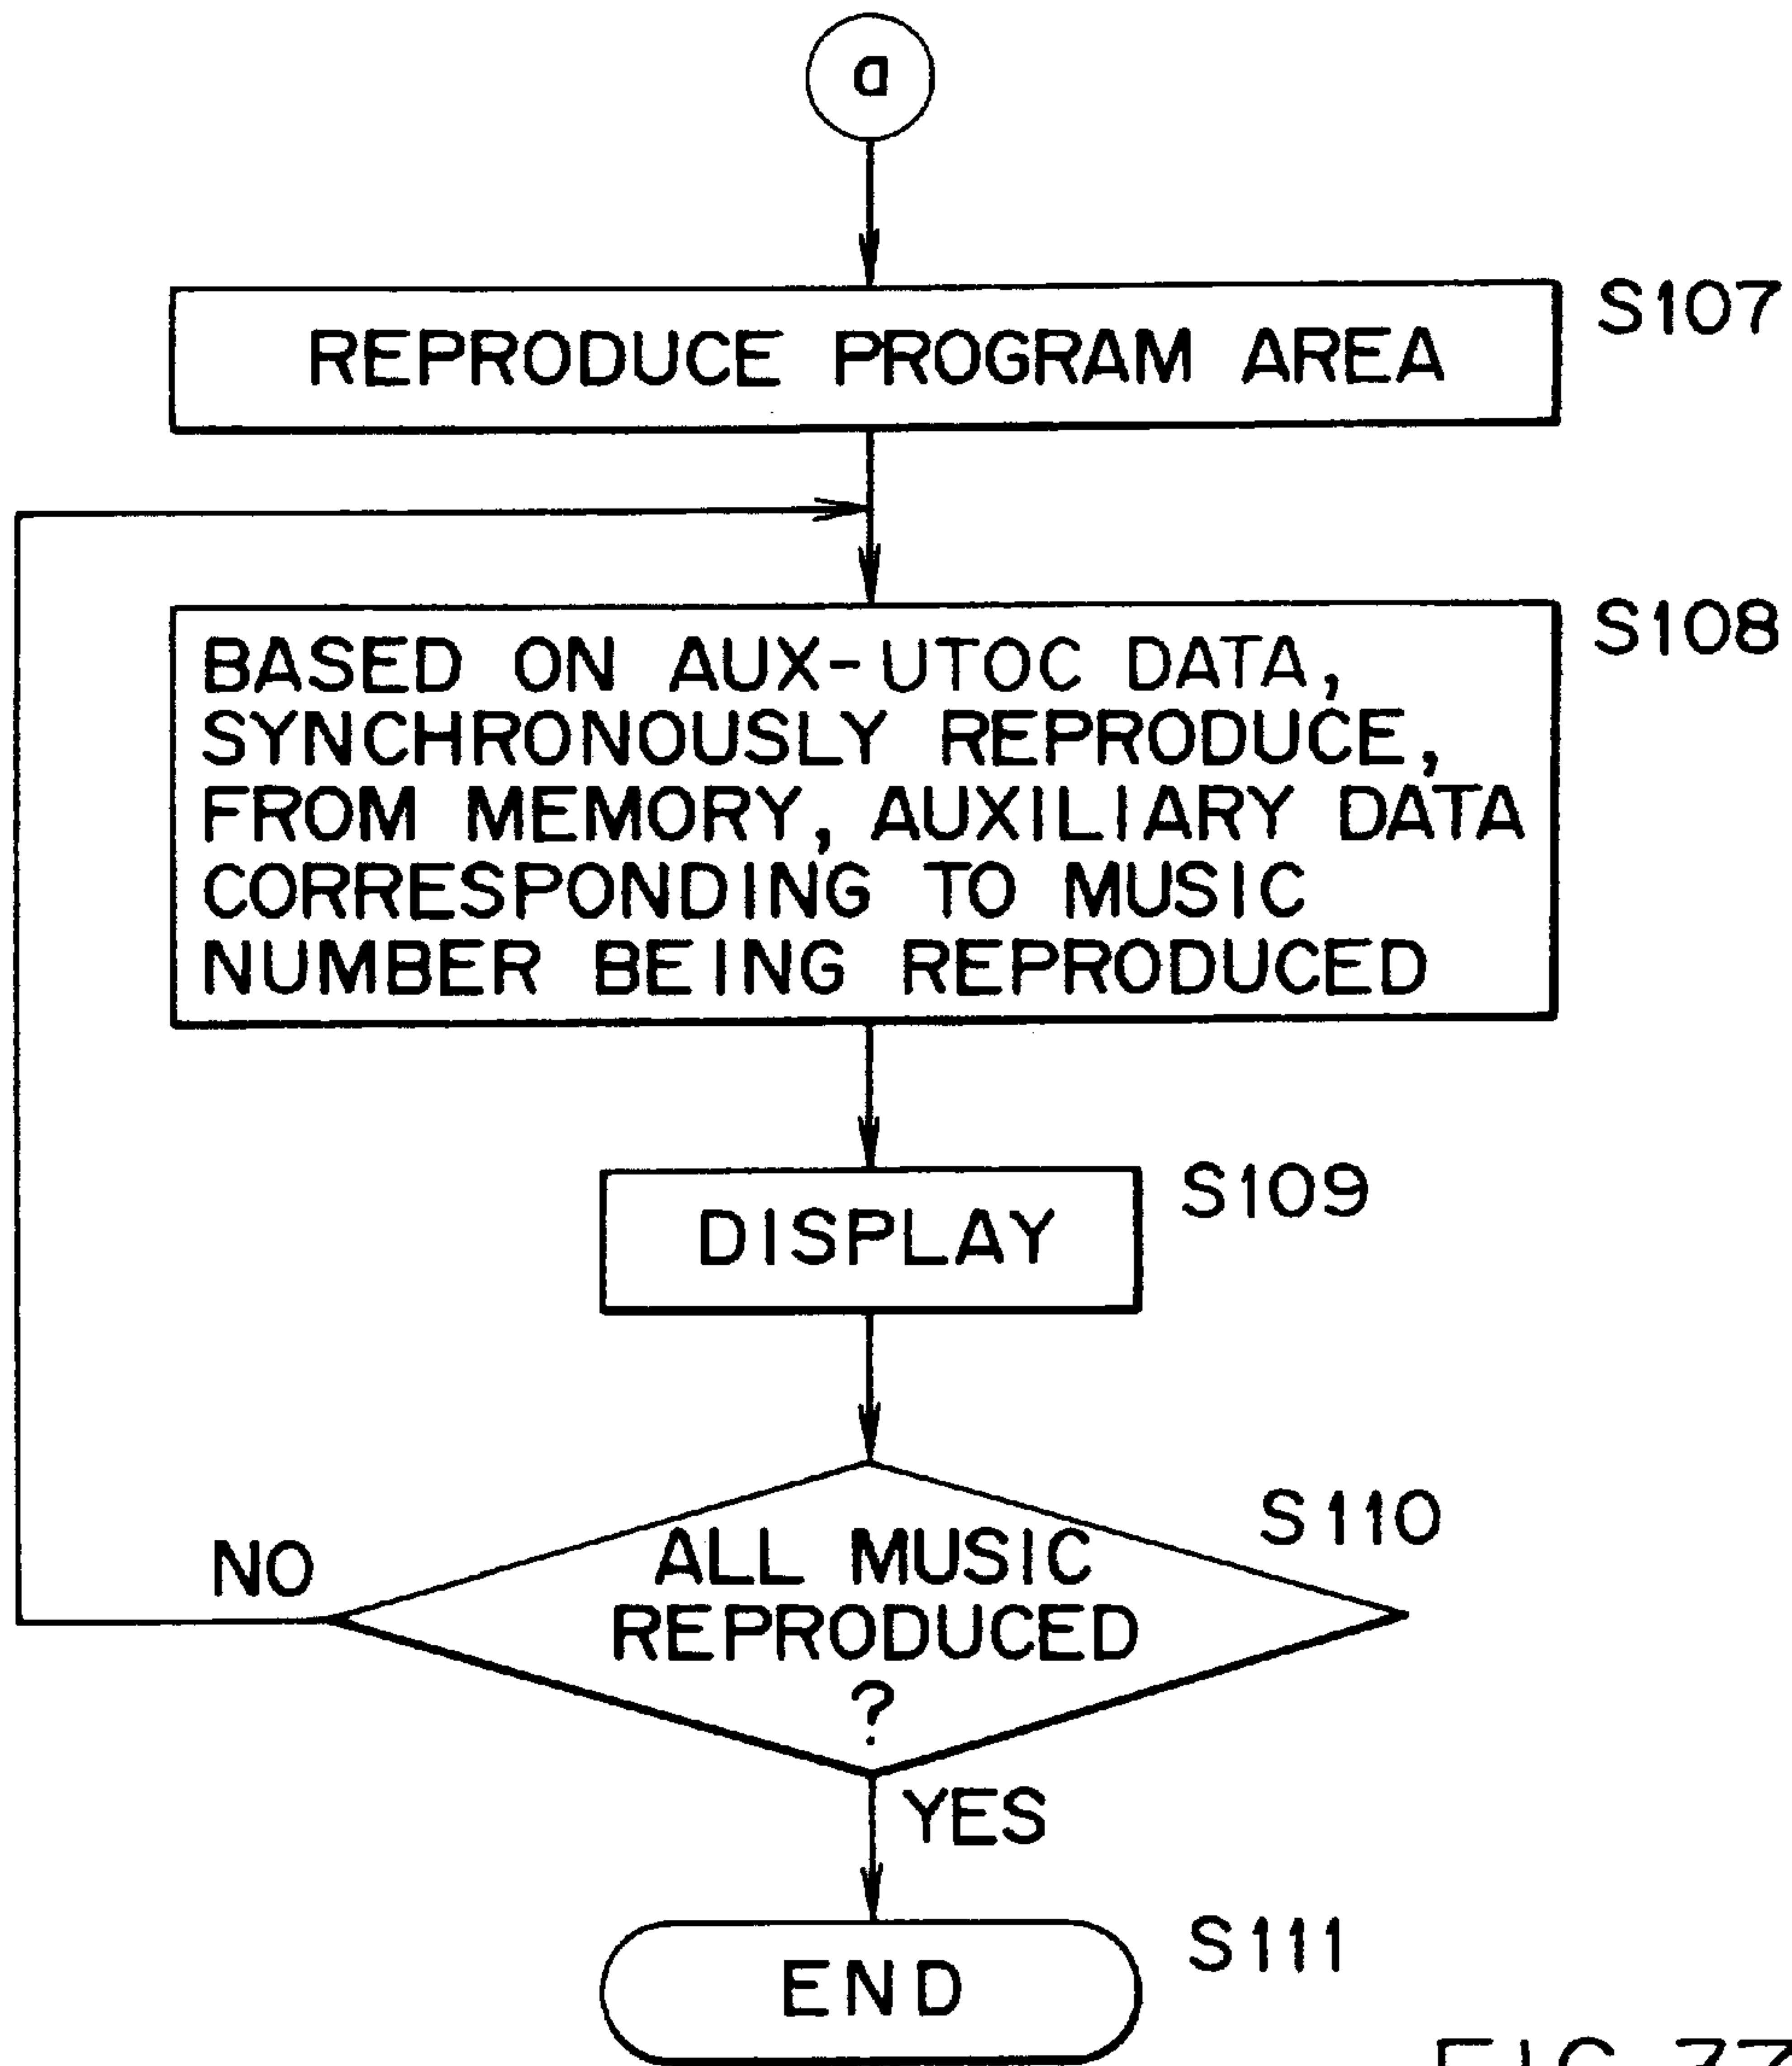 a
REPRODUCE PROGRAM AREA
S107
BASED ON AUX-UTOC DATA,
SYNCHRONOUSLY REPRODUCE,
FROM MEMORY, AUXILIARY DATA
CORRESPONDING TO MUSIC
NUMBER BEING REPRODUCED
S108
DISPLAY
S109
ALL MUSIC
REPRODUCED
?
S110
NO
YES
END
S111